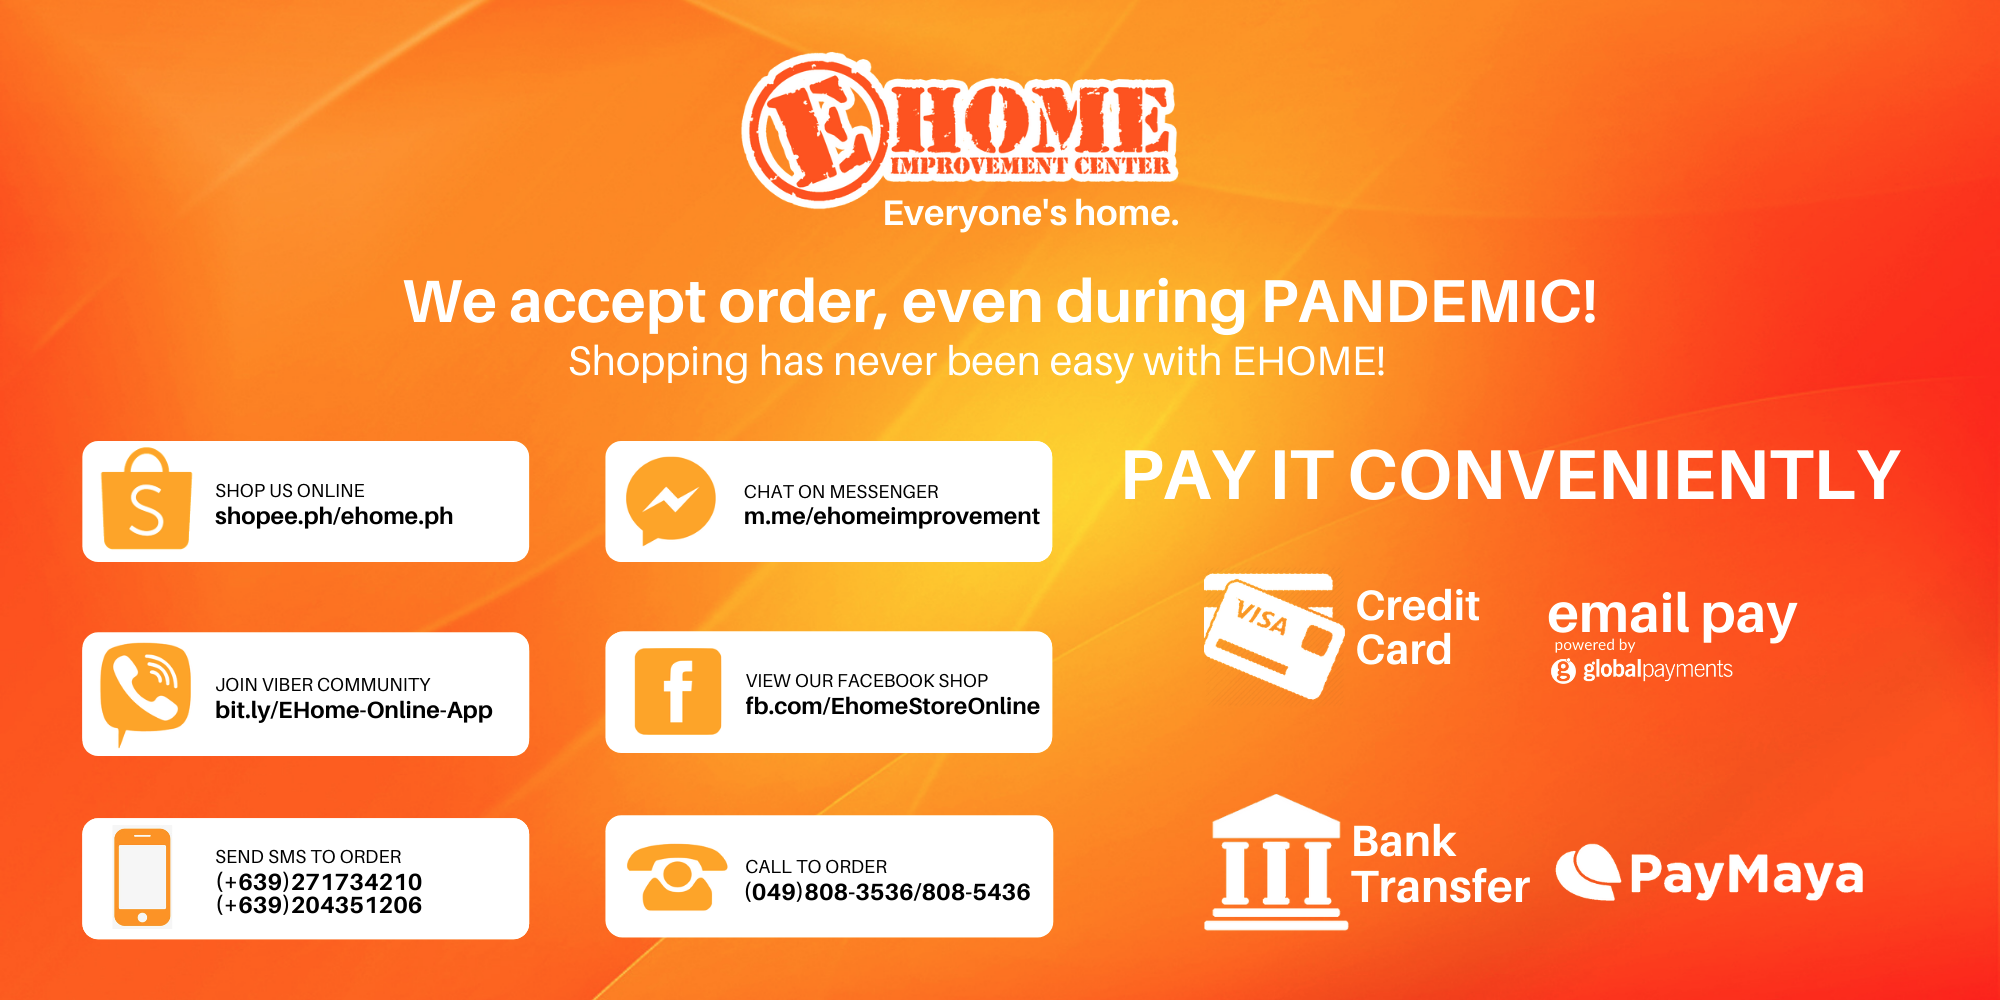 E HOME
IMPROVEMENT CENTER
Everyone's home.
We accept order, even during PANDEMIC!
Shopping has never been easy with EHOME!
SHOP US ONLINE
shopee.ph/ehome.ph
CHAT ON MESSENGER
m.me/ehomeimprovement
JOIN VIBER COMMUNITY
bit.ly/EHome-Online-App
VIEW OUR FACEBOOK SHOP
fb.com/EhomeStoreOnline
SEND SMS TO ORDER
(+639)271734210
(+639)204351206
CALL TO ORDER
(049)808-3536/808-5436
PAY IT CONVENIENTLY
VISA
Credit
Card
email pay
powered by
globalpayments
Bank
Transfer
PayMaya